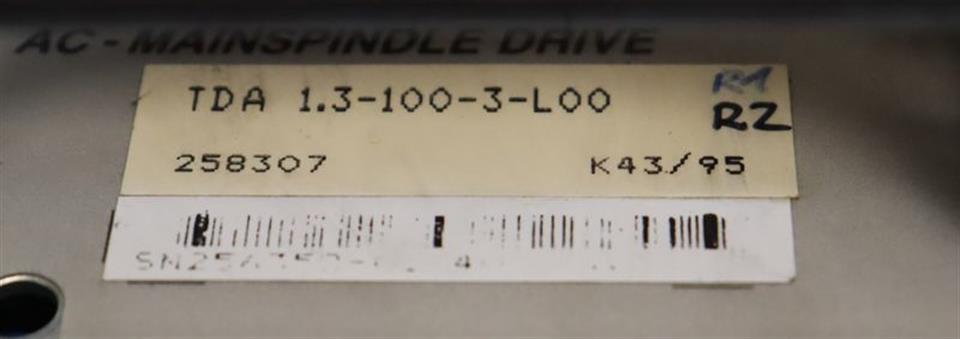 AC - MAINSPINDLE DRIVE
TDA 1.3-100-3-L00
R1
RZ
258307 K43/95